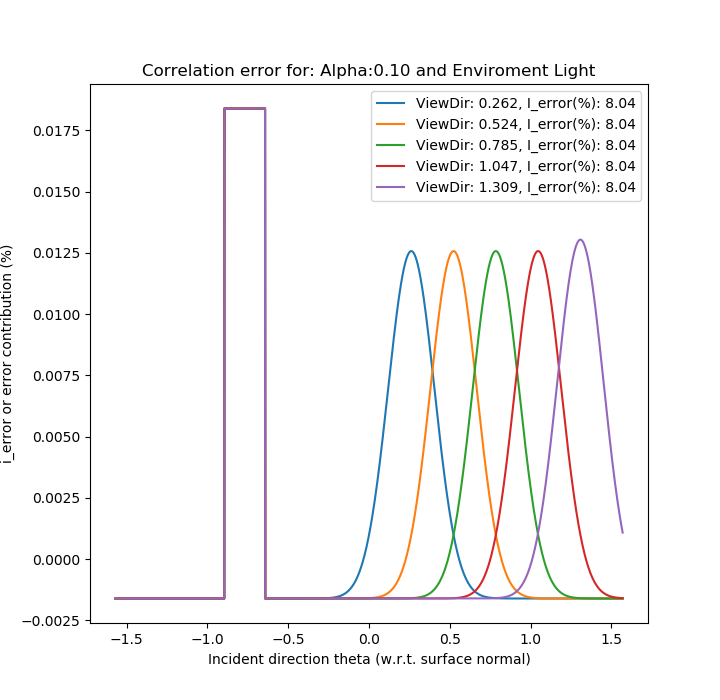 Correlation error for: Alpha:0.10 and Enviroment Light
ViewDir: 0.262, I_error(%): 8.04
ViewDir: 0.524, I_error(%): 8.04
ViewDir: 0.785, I_error(%): 8.04
ViewDir: 1.047, I_error(%): 8.04
ViewDir: 1.309, I_error(%): 8.04
I_error or error contribution (%)
0.0175
0.0150
0.0125
0.0100
0.0075
0.0050
0.0025
0.0000
−0.0025
−1.5 −1.0 −0.5 0.0 0.5 1.0 1.5
Incident direction theta (w.r.t. surface normal)